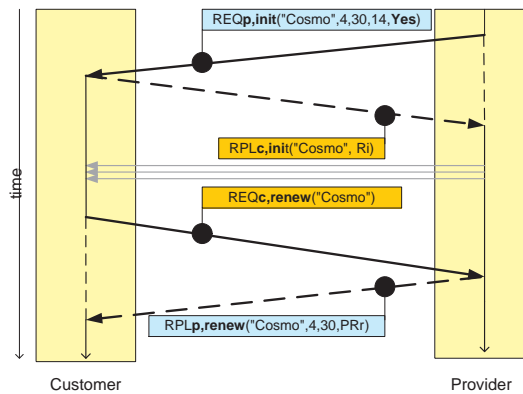 REQp,init("Cosmo",4,30,14,Yes)
RPLc,init("Cosmo", Ri)
time
REQc,renew("Cosmo")
RPLp,renew("Cosmo",4,30,PRr)
Customer
Provider